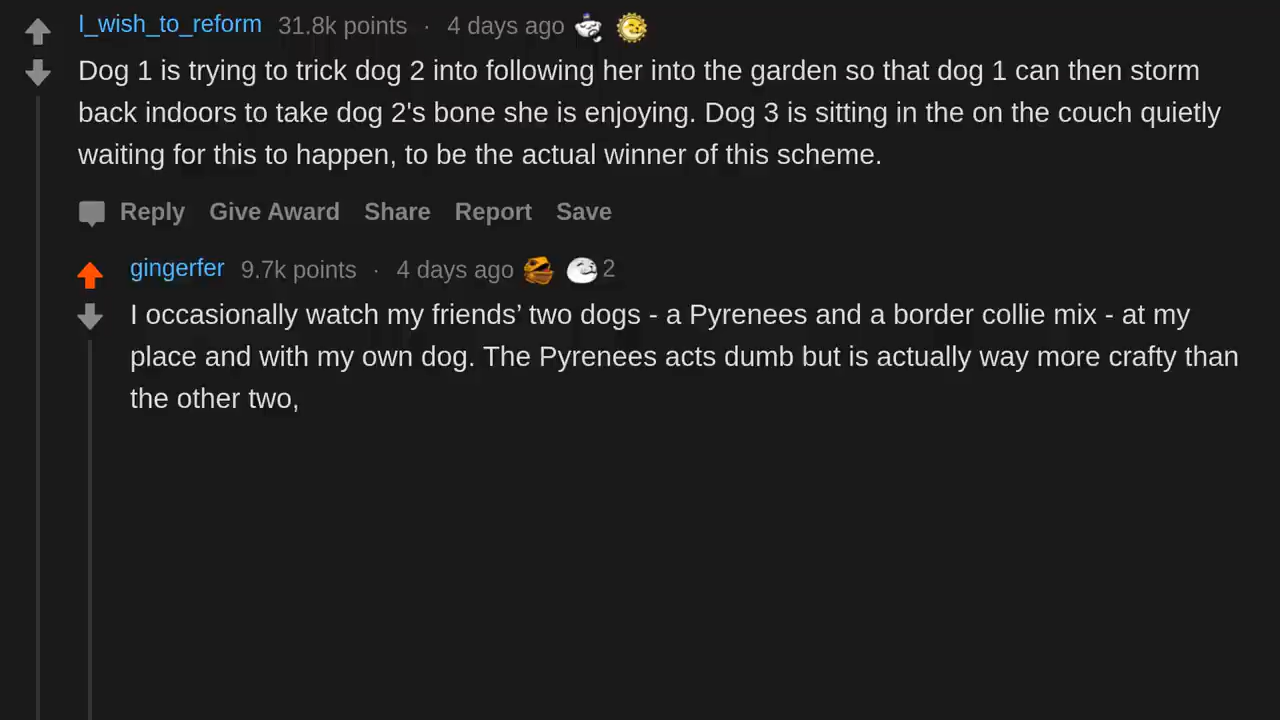 I_wish_to_reform 31.8k points · 4 days ago
Dog 1 is trying to trick dog 2 into following her into the garden so that dog 1 can then storm
back indoors to take dog 2's bone she is enjoying. Dog 3 is sitting in the on the couch quietly
waiting for this to happen, to be the actual winner of this scheme.
Reply Give Award Share Report Save
gingerfer 9.7k points · 4 days ago 2
I occasionally watch my friends’ two dogs - a Pyrenees and a border collie mix - at my
place and with my own dog. The Pyrenees acts dumb but is actually way more crafty than
the other two,